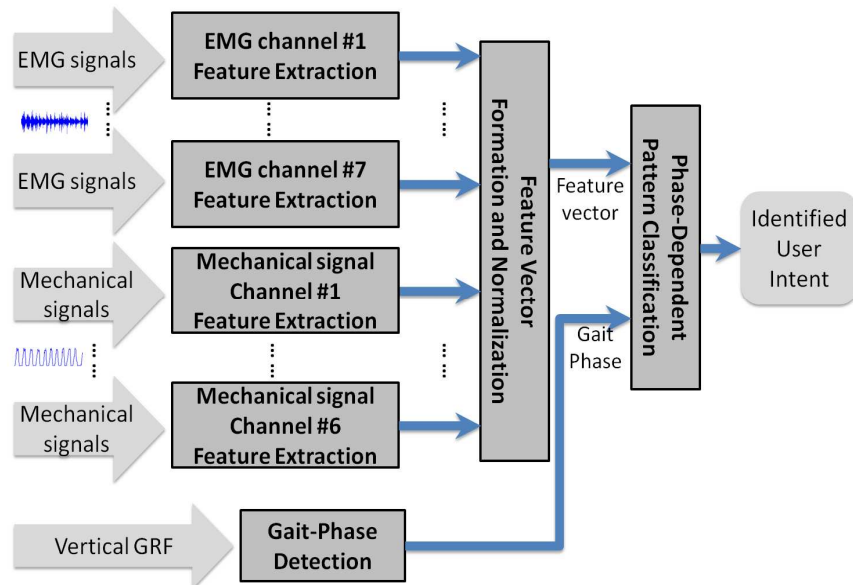 EMG signals
EMG channel #1
Feature Extraction
EMG signals
EMG channel #7
Feature Extraction
Mechanical
signals
Mechanical signal
Channel #1
Feature Extraction
Mechanical
signals
Mechanical signal
Channel #6
Feature Extraction
Vertical GRF
Gait-Phase
Detection
Feature Vector
Formation and Normalization
Feature
vector
Gait
Phase
Phase-Dependent
Pattern Classification
Identified
User
Intent